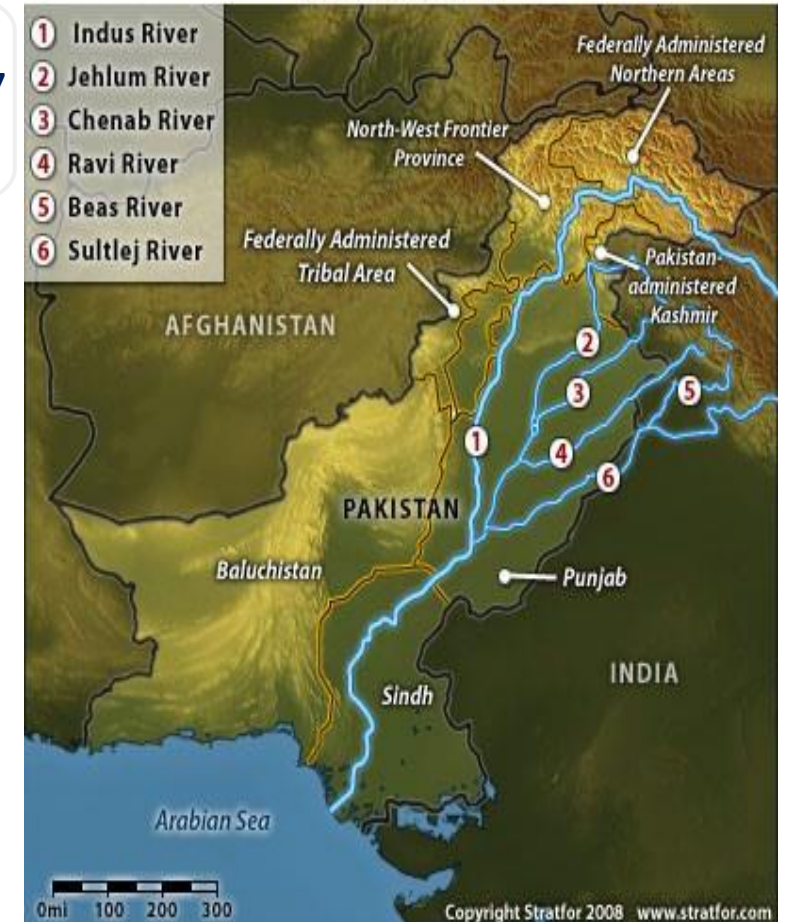 1 Indus River
2 Jehlum River
3 Chenab River
4 Ravi River
5 Beas River
6 Sultlej River
Federally Administered
Northern Areas
North-West Frontier
Province
Federally Administered
Tribal Area
Pakistan-
administered
Kashmir
AFGHANISTAN
2
3
5
1
4
6
PAKISTAN
Baluchistan
Punjab
INDIA
Sindh
Arabian Sea
0mi 100 200 300
Copyright Stratfor 2008 www.stratfor.com